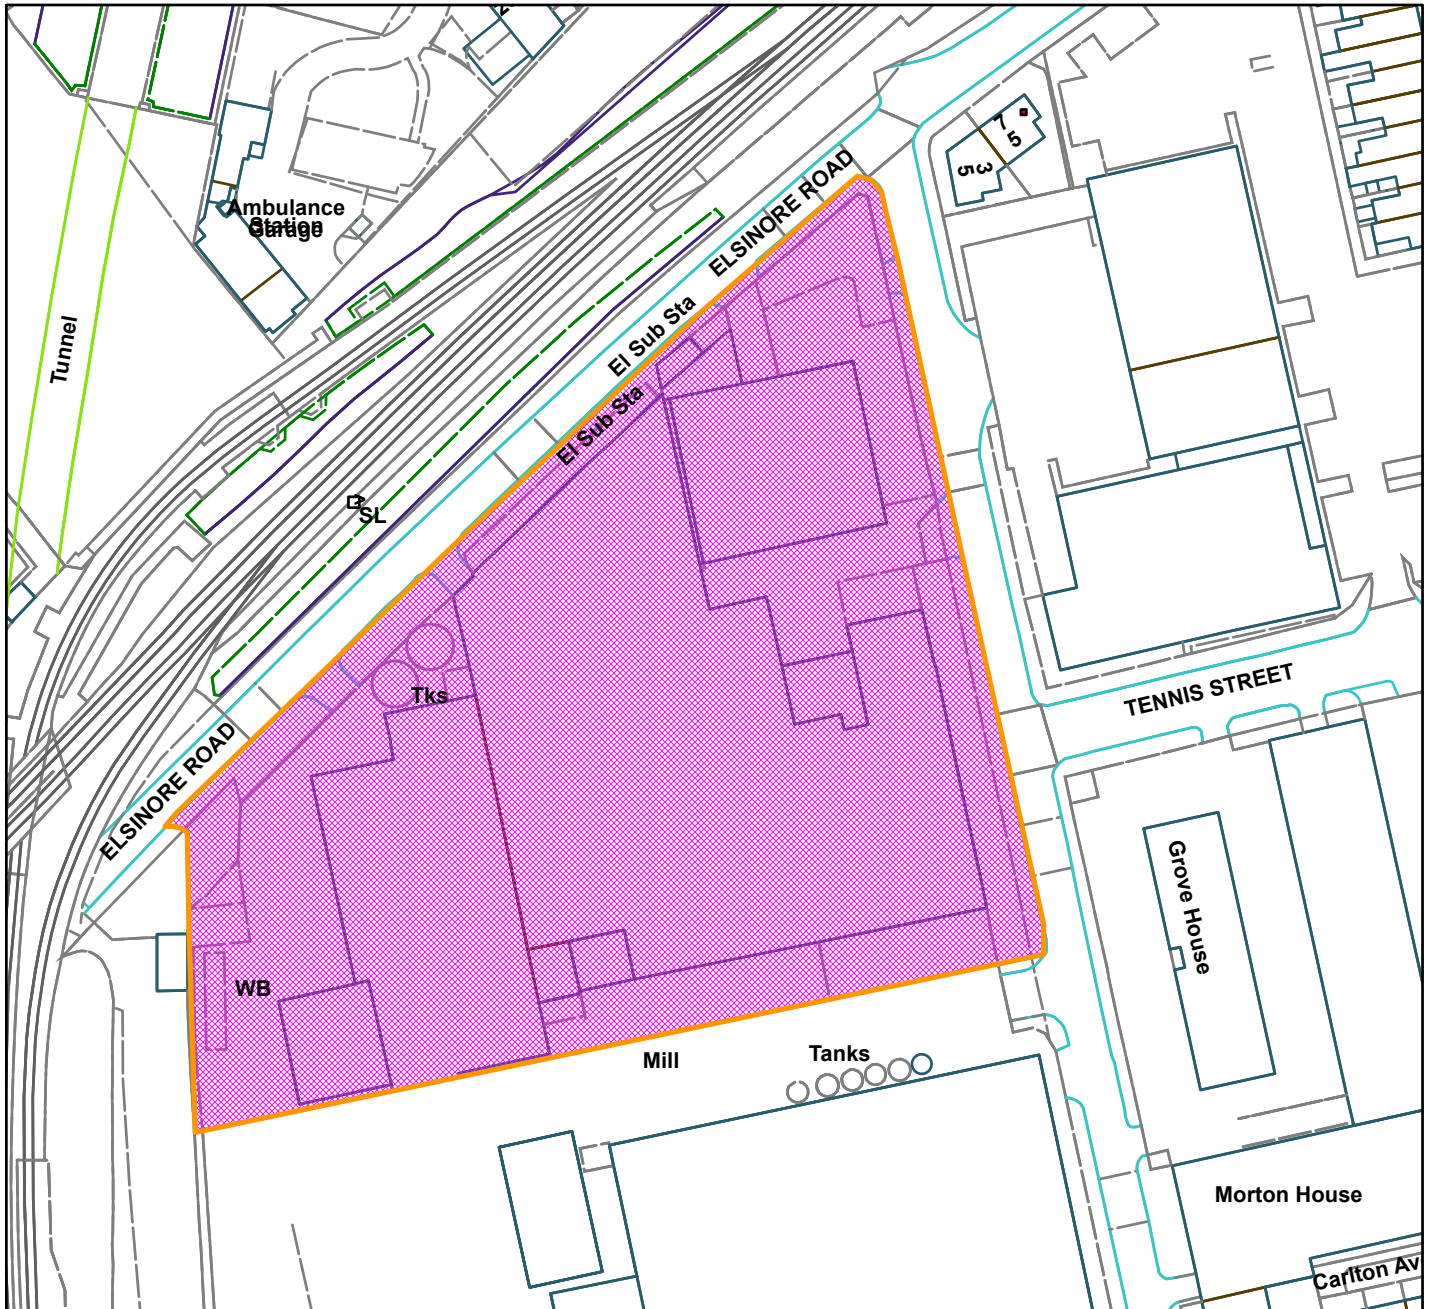 2
Ambulance
Station
Garage
7
5
3
5
ELSINORE ROAD
El Sub Sta
El Sub Sta
Tunnel
SL
Tks
TENNIS STREET
ELSINORE ROAD
Grove House
WB
Mill
Tanks
Morton House
Carlton Av